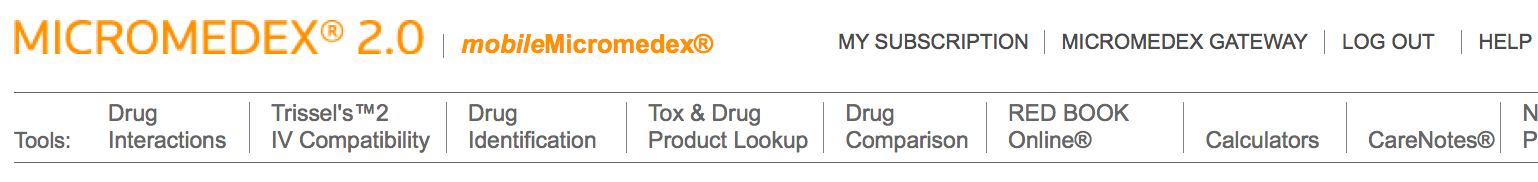 MICROMEDEX® 2.0 | mobileMicromedex® MY SUBSCRIPTION | MICROMEDEX GATEWAY | LOG OUT | HELP
Drug Trissel's™2 Drug Tox & Drug Drug RED BOOK N
Tools: Interactions IV Compatibility Identification Product Lookup Comparison Online® Calculators CareNotes® P